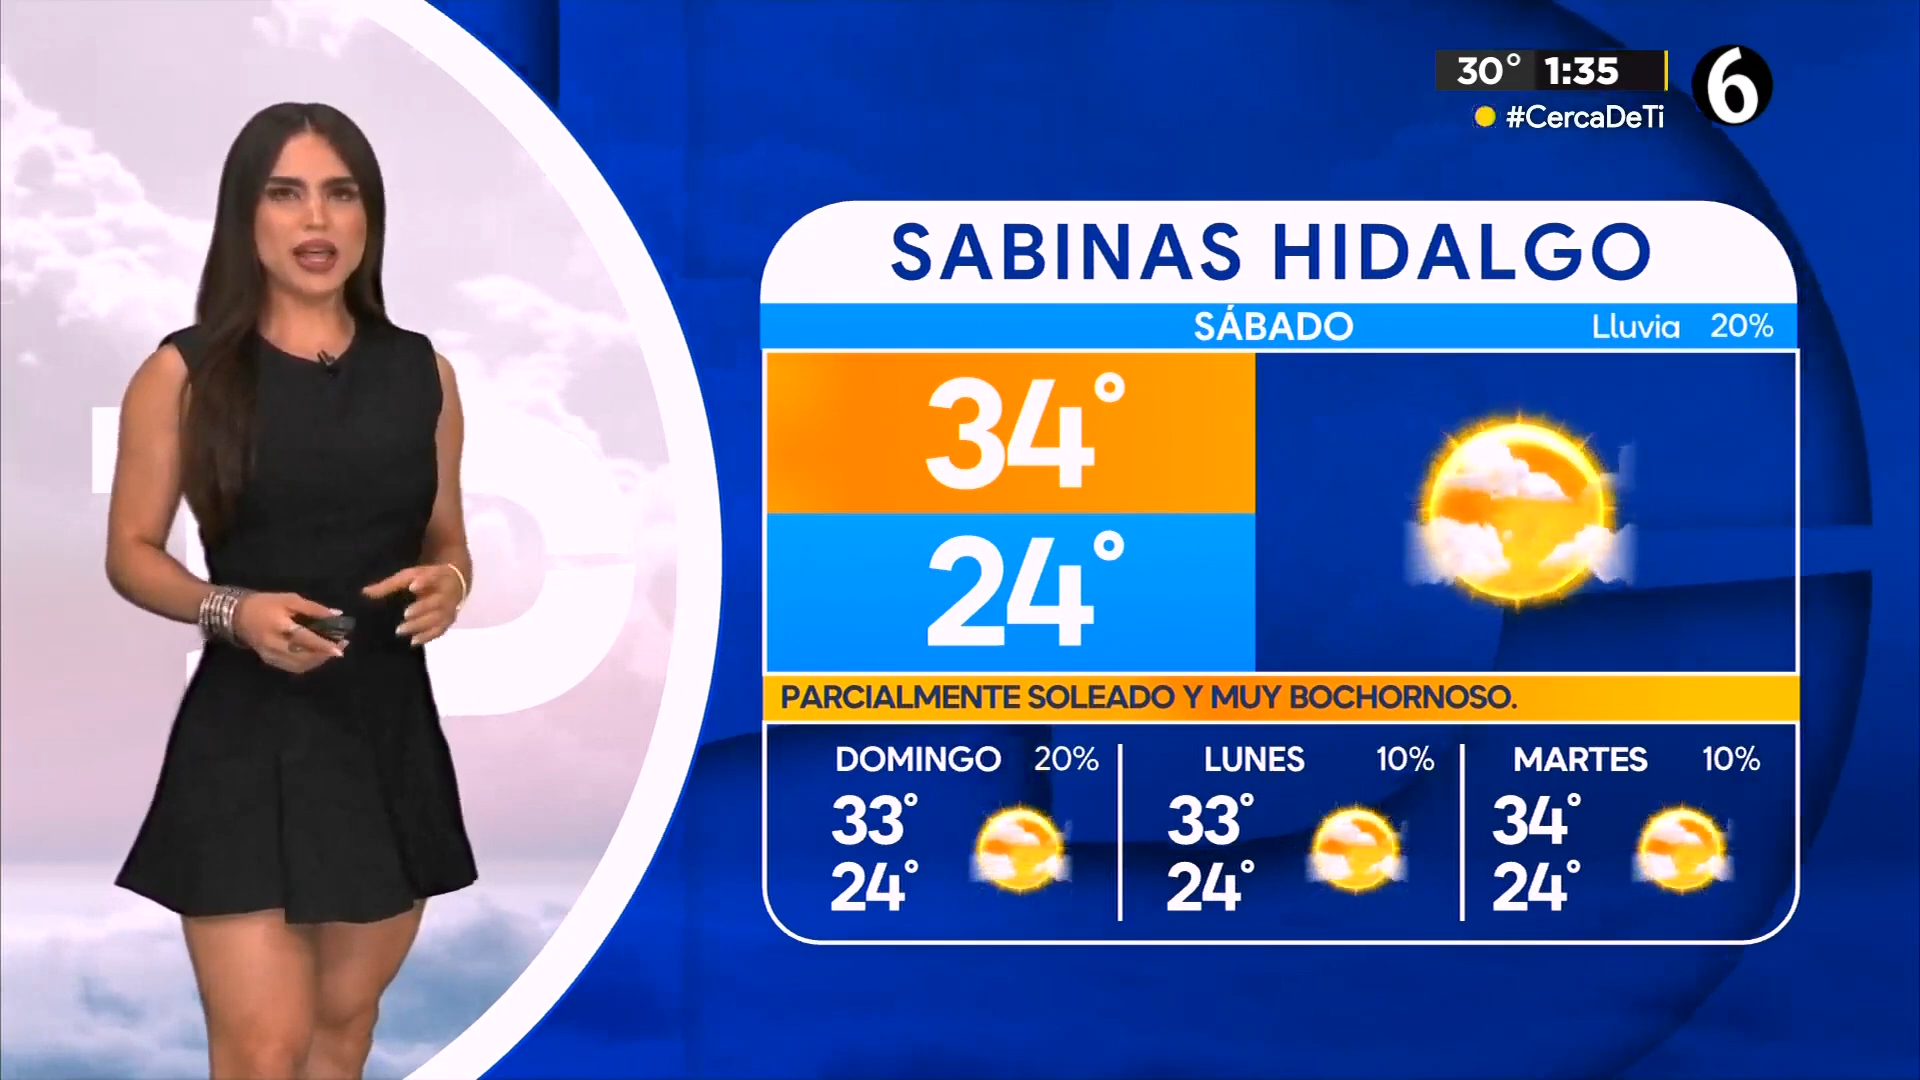 30° 1:35
#CercaDeTi
6
SABINAS HIDALGO
SÁBADO Lluvia 20%
34°
24°
PARCIALMENTE SOLEADO Y MUY BOCHORNOSO.
DOMINGO 20%
33°
24°
LUNES 10%
33°
24°
MARTES 10%
34°
24°